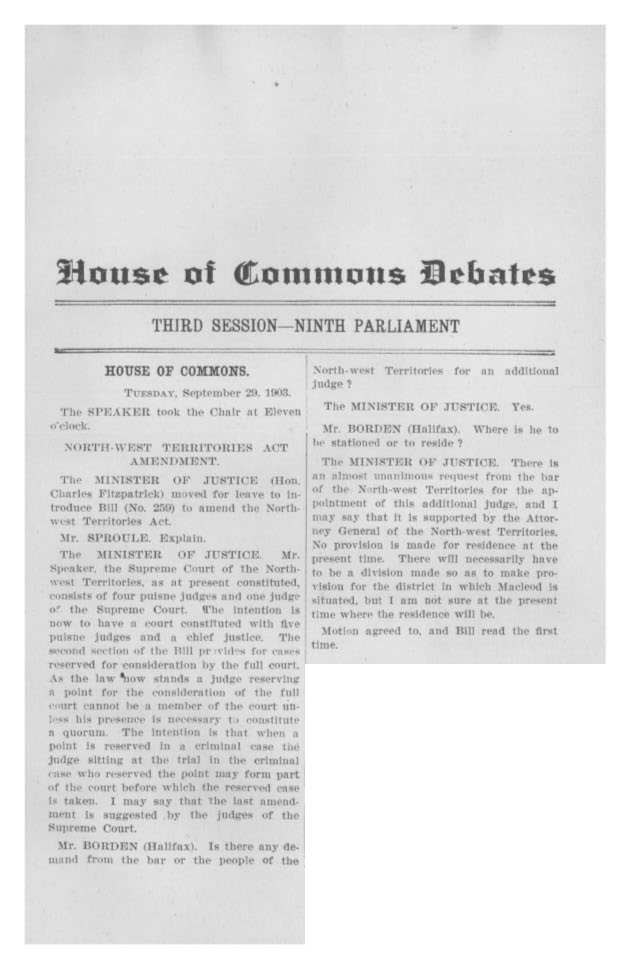 House of Commons Debates
THIRD SESSION—NINTH PARLIAMENT
HOUSE OF COMMONS.
TUESDAY, September 29, 1903.
The SPEAKER took the Chair at Eleven
o'clock.
NORTH-WEST TERRITORIES ACT
AMENDMENT.
The MINISTER OF JUSTICE (Hon.
Charles Fitzpatrick) moved for leave to in-
troduce Bill (No. 259) to amend the North-
west Territories Act.
Mr. SPROULE. Explain.
The MINISTER OF JUSTICE. Mr.
Speaker, the Supreme Court of the North-
west Territories, as at present constituted,
consists of four puisne judges and one judge
of the Supreme Court. The intention is
now to have a court constituted with five
puisne judges and a chief justice. The
second section of the Bill provides for cases
reserved for consideration by the full court.
As the law now stands a judge reserving
a point for the consideration of the full
court cannot be a member of the court un-
less his presence is necessary to constitute
a quorum. The intention is that when a
point is reserved in a criminal case the
judge sitting at the trial in the criminal
case who reserved the point may form part
of the court before which the reserved case
is taken. I may say that the last amend-
ment is suggested by the judges of the
Supreme Court.
Mr. BORDEN (Halifax). Is there any de-
mand from the bar or the people of the
North-west Territories for an additional
judge ?
The MINISTER OF JUSTICE. Yes.
Mr. BORDEN (Halifax). Where is he to
be stationed or to reside ?
The MINISTER OF JUSTICE. There is
an almost unanimous request from the bar
of the North-west Territories for the ap-
pointment of this additional judge, and I
may say that it is supported by the Attor-
ney General of the North-west Territories.
No provision is made for residence at the
present time. There will necessarily have
to be a division made so as to make pro-
vision for the district in which Macleod is
situated, but I am not sure at the present
time where the residence will be.
Motion agreed to, and Bill read the first
time.